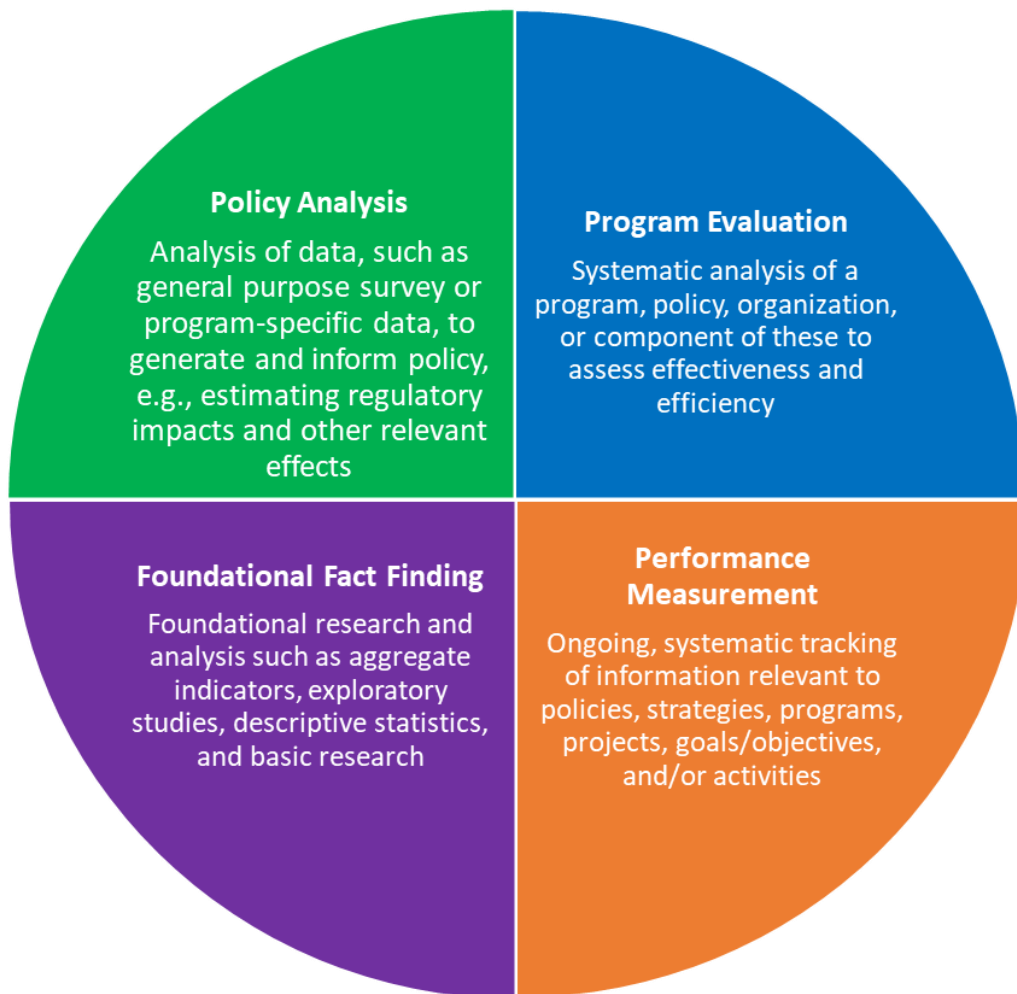 Policy Analysis
Analysis of data, such as
general purpose survey or
program-specific data, to
generate and inform policy,
e.g., estimating regulatory
impacts and other relevant
effects
Program Evaluation
Systematic analysis of a
program, policy, organization,
or component of these to
assess effectiveness and
efficiency
Foundational Fact Finding
Foundational research and
analysis such as aggregate
indicators, exploratory
studies, descriptive statistics,
and basic research
Performance
Measurement
Ongoing, systematic tracking
of information relevant to
policies, strategies, programs,
projects, goals/objectives,
and/or activities